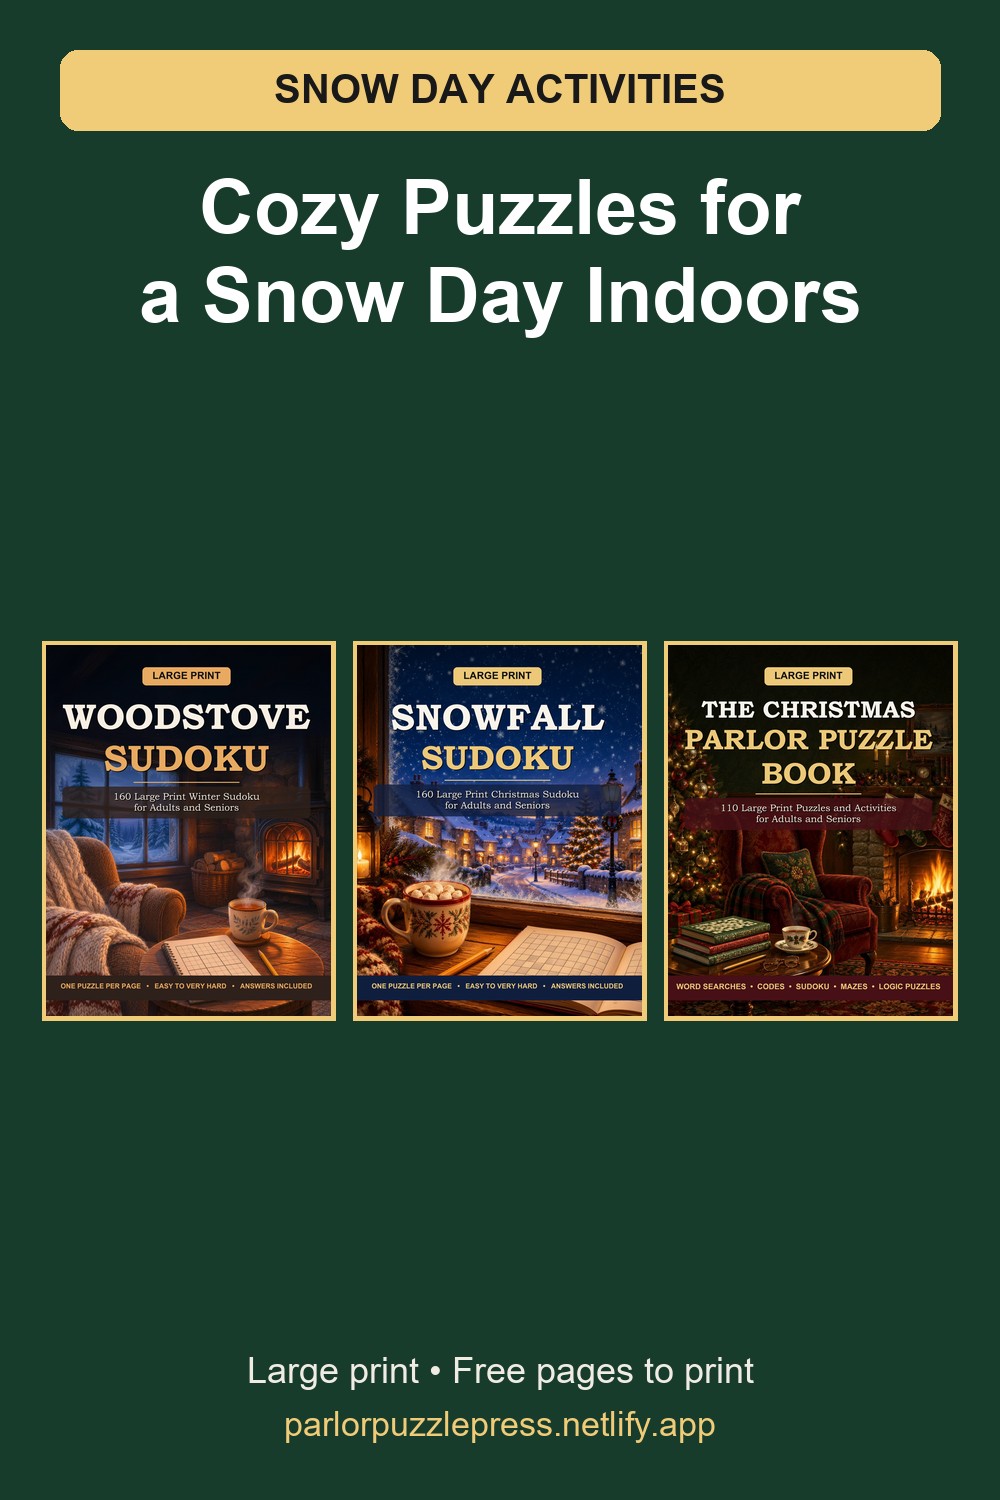 SNOW DAY ACTIVITIES
Cozy Puzzles for
a Snow Day Indoors
LARGE PRINT
WOODSTOVE
SUDOKU
160 Large Print Winter Sudoku
for Adults and Seniors
ONE PUZZLE PER PAGE • EASY TO VERY HARD • ANSWERS INCLUDED
LARGE PRINT
SNOWFALL
SUDOKU
160 Large Print Christmas Sudoku
for Adults and Seniors
ONE PUZZLE PER PAGE • EASY TO VERY HARD • ANSWERS INCLUDED
LARGE PRINT
THE CHRISTMAS
PARLOR PUZZLE
BOOK
110 Large Print Puzzles and Activities
for Adults and Seniors
WORD SEARCHES • CODES • SUDOKU • MAZES • LOGIC PUZZLES
Large print • Free pages to print
parlorpuzzlepress.netlify.app